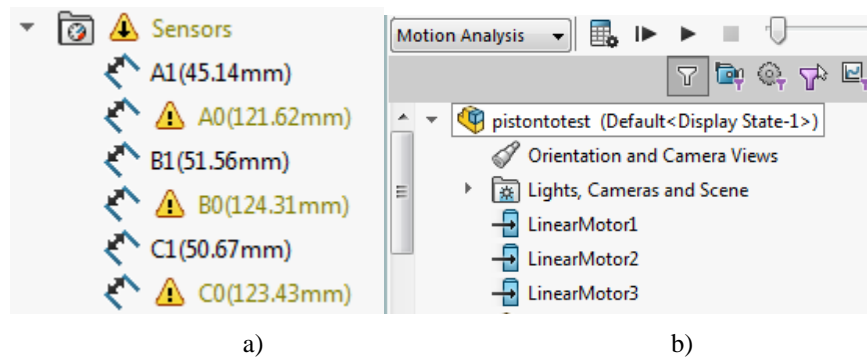 Sensors
A1(45.14mm)
A0(121.62mm)
B1(51.56mm)
B0(124.31mm)
C1(50.67mm)
C0(123.43mm)
a)
Motion Analysis
pistontotest (Default<Display State-1>)
Orientation and Camera Views
Lights, Cameras and Scene
LinearMotor1
LinearMotor2
LinearMotor3
b)